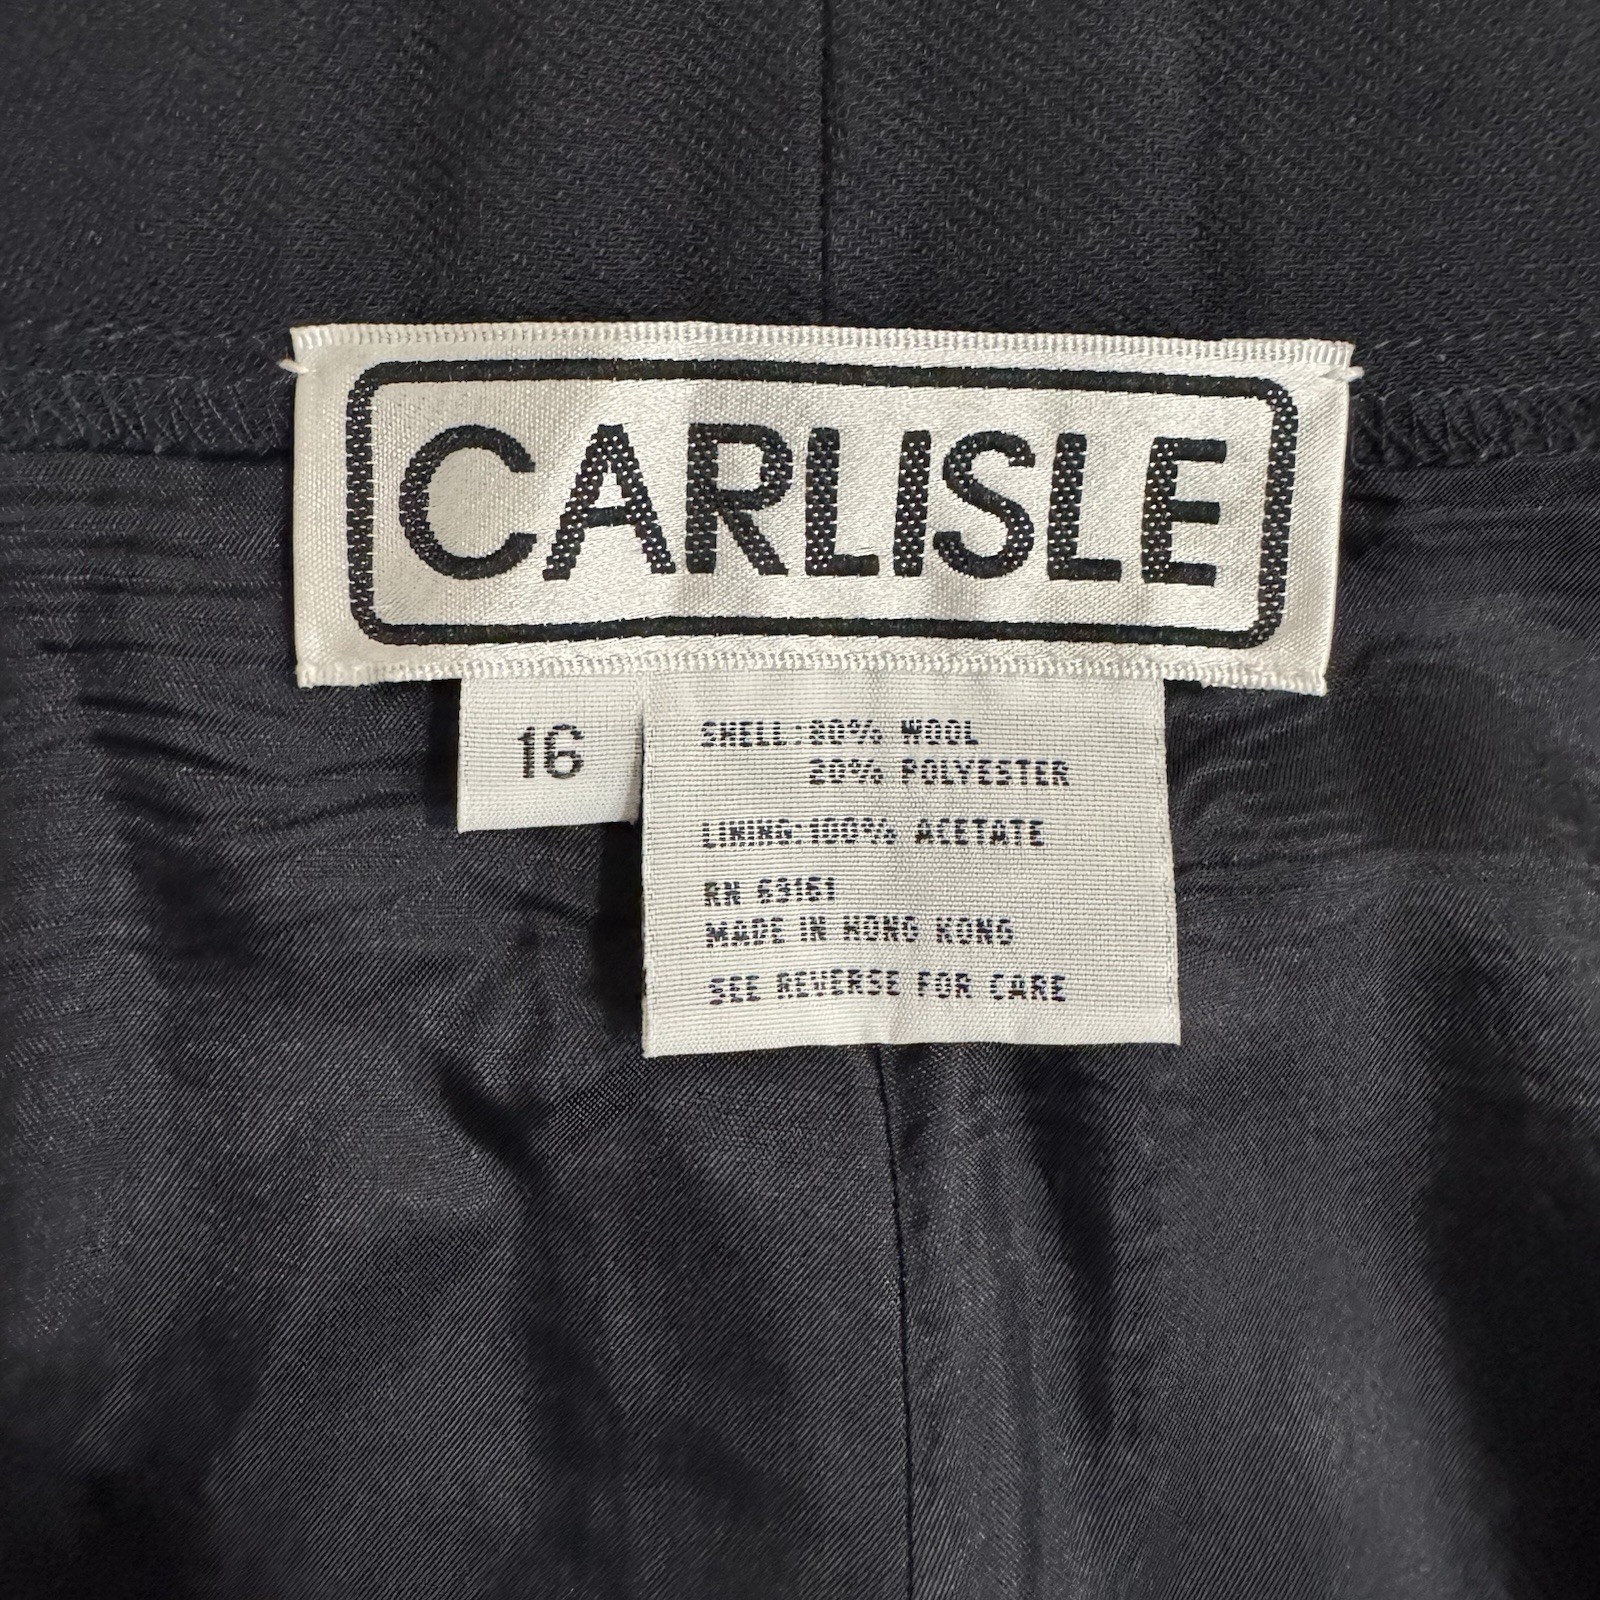 CARLISLE
16
SHELL: 80% WOOL
20% POLYESTER
LINING: 100% ACETATE
RN 69161
MADE IN HONG KONG
SEE REVERSE FOR CARE